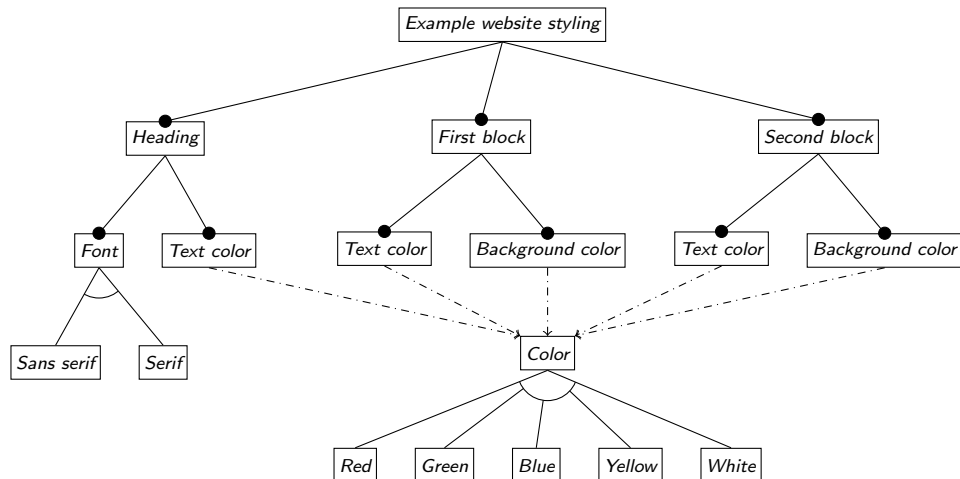 Example website styling
Heading
First block
Second block
Font
Text color
Text color
Background color
Text color
Background color
Sans serif
Serif
Color
Red
Green
Blue
Yellow
White